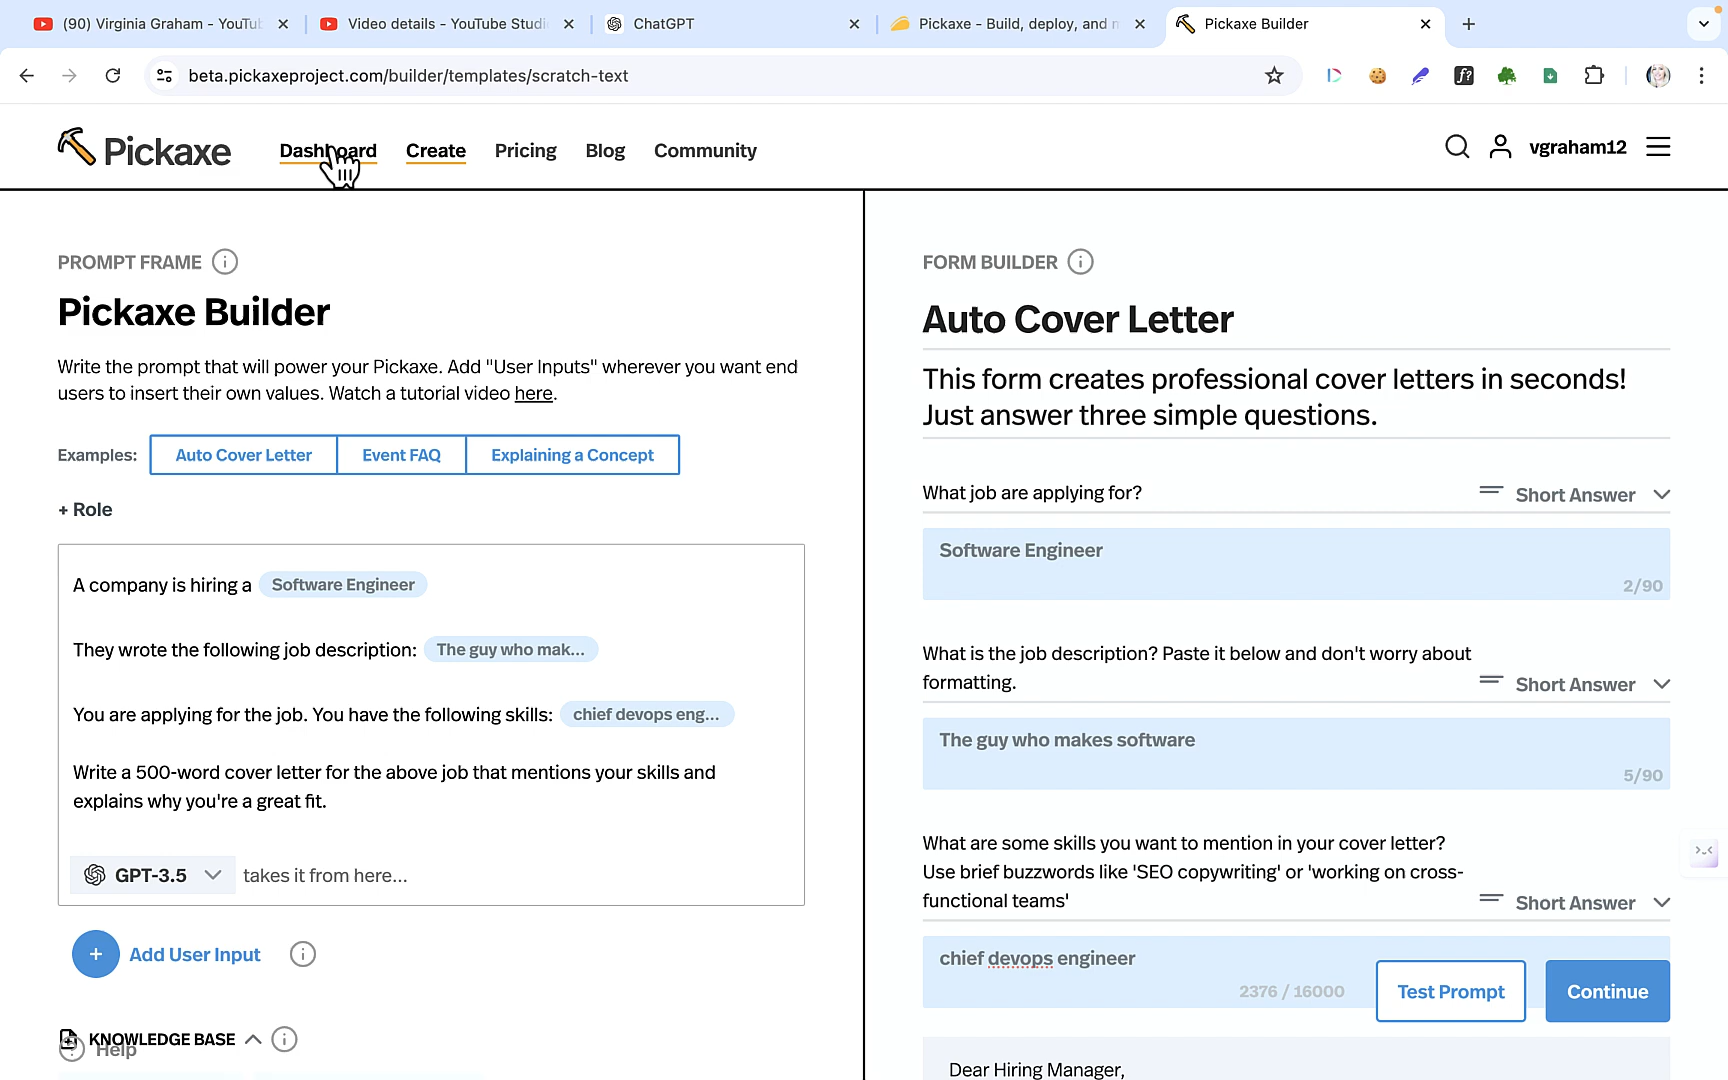 (90) Virginia Graham - YouTu
Video details - YouTube Studi
ChatGPT
Pickaxe - Build, deploy, and m
Pickaxe Builder
beta.pickaxeproject.com/builder/templates/scratch-text
Pickaxe
Dashboard
Create
Pricing
Blog
Community
vgraham12
PROMPT FRAME
Pickaxe Builder
Write the prompt that will power your Pickaxe. Add "User Inputs" wherever you want end
users to insert their own values. Watch a tutorial video here.
Examples:
Auto Cover Letter
Event FAQ
Explaining a Concept
+ Role
A company is hiring a Software Engineer
They wrote the following job description: The guy who mak...
You are applying for the job. You have the following skills: chief devops eng...
Write a 500-word cover letter for the above job that mentions your skills and
explains why you're a great fit.
GPT-3.5 takes it from here...
+ Add User Input
KNOWLEDGE BASE
Help
FORM BUILDER
Auto Cover Letter
This form creates professional cover letters in seconds!
Just answer three simple questions.
What job are applying for?
Short Answer
Software Engineer
2/90
What is the job description? Paste it below and don't worry about
formatting.
Short Answer
The guy who makes software
5/90
What are some skills you want to mention in your cover letter?
Use brief buzzwords like 'SEO copywriting' or 'working on cross-
functional teams'
Short Answer
chief devops engineer
2376 / 16000
Test Prompt
Continue
Dear Hiring Manager,